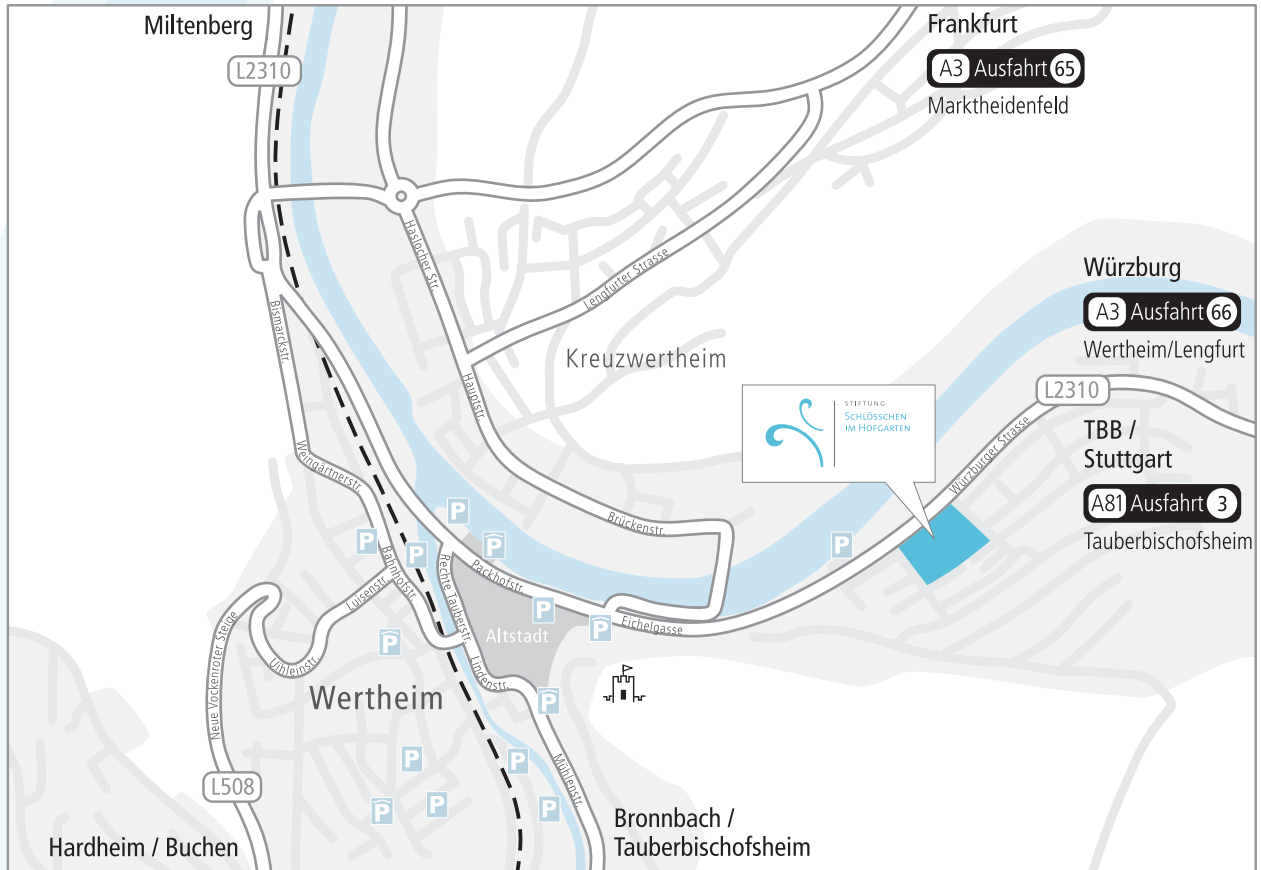 Miltenberg
L2310
Frankfurt
A3 Ausfahrt 65
Marktheidenfeld
Haslocher Str.
Lengfurter Strasse
Bismarckstr.
Kreuzwertheim
Hauptstr.
Würzburg
A3 Ausfahrt 66
Wertheim/Lengfurt
L2310
STIFTUNG
SCHLÖSSCHEN
IM HOFGARTEN
Würzburger Strasse
TBB /
Stuttgart
A81 Ausfahrt 3
Tauberbischofsheim
Weingärtnerstr.
Brückenstr.
P
P
P
P
P
Bahnhofstr.
Rechte Tauberstr.
Packhofstr.
Luisenstr.
P
P
Eichelgasse
Altstadt
P
Uihleinstr.
Neue Vockenroter Steige
Lindenstr.
Wertheim
P
Mühlenstr.
P
P
P
P
P
L508
Hardheim / Buchen
Bronnbach /
Tauberbischofsheim